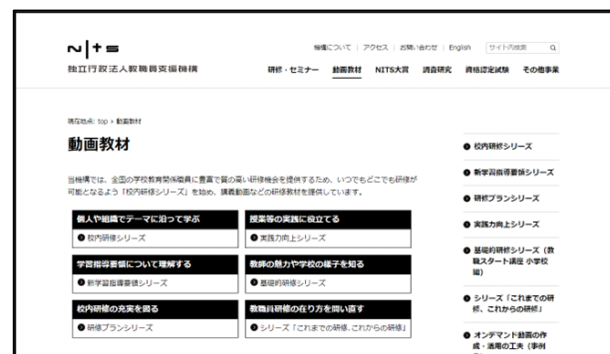 NITS
独立行政法人教職員支援機構
機構について | アクセス | お問い合わせ | English サイト内検索
研修・セミナー 動画教材 NITS大賞 調査研究 資格認定試験 その他事業
現在地点: top > 動画教材
動画教材
当機構では、全国の学校教育関係職員に豊富で質の高い研修機会を提供するため、いつでもどこでも研修が
可能となるよう「校内研修シリーズ」を始め、講義動画などの研修教材を提供しています。
個人や組織でテーマに沿って学ぶ
校内研修シリーズ
授業等の実践に役立てる
実践力向上シリーズ
学習指導要領について理解する
新学習指導要領シリーズ
教師の魅力や学校の様子を知る
基礎的研修シリーズ
校内研修の充実を図る
研修プランシリーズ
教職員研修の在り方を問い直す
シリーズ「これまでの研修、これからの研修」
校内研修シリーズ
新学習指導要領シリーズ
研修プランシリーズ
実践力向上シリーズ
基礎的研修シリーズ（教
職スタート講座 小学校
編）
シリーズ「これまでの研
修、これからの研修」
オンデマンド動画の作
成・活用の工夫（事例